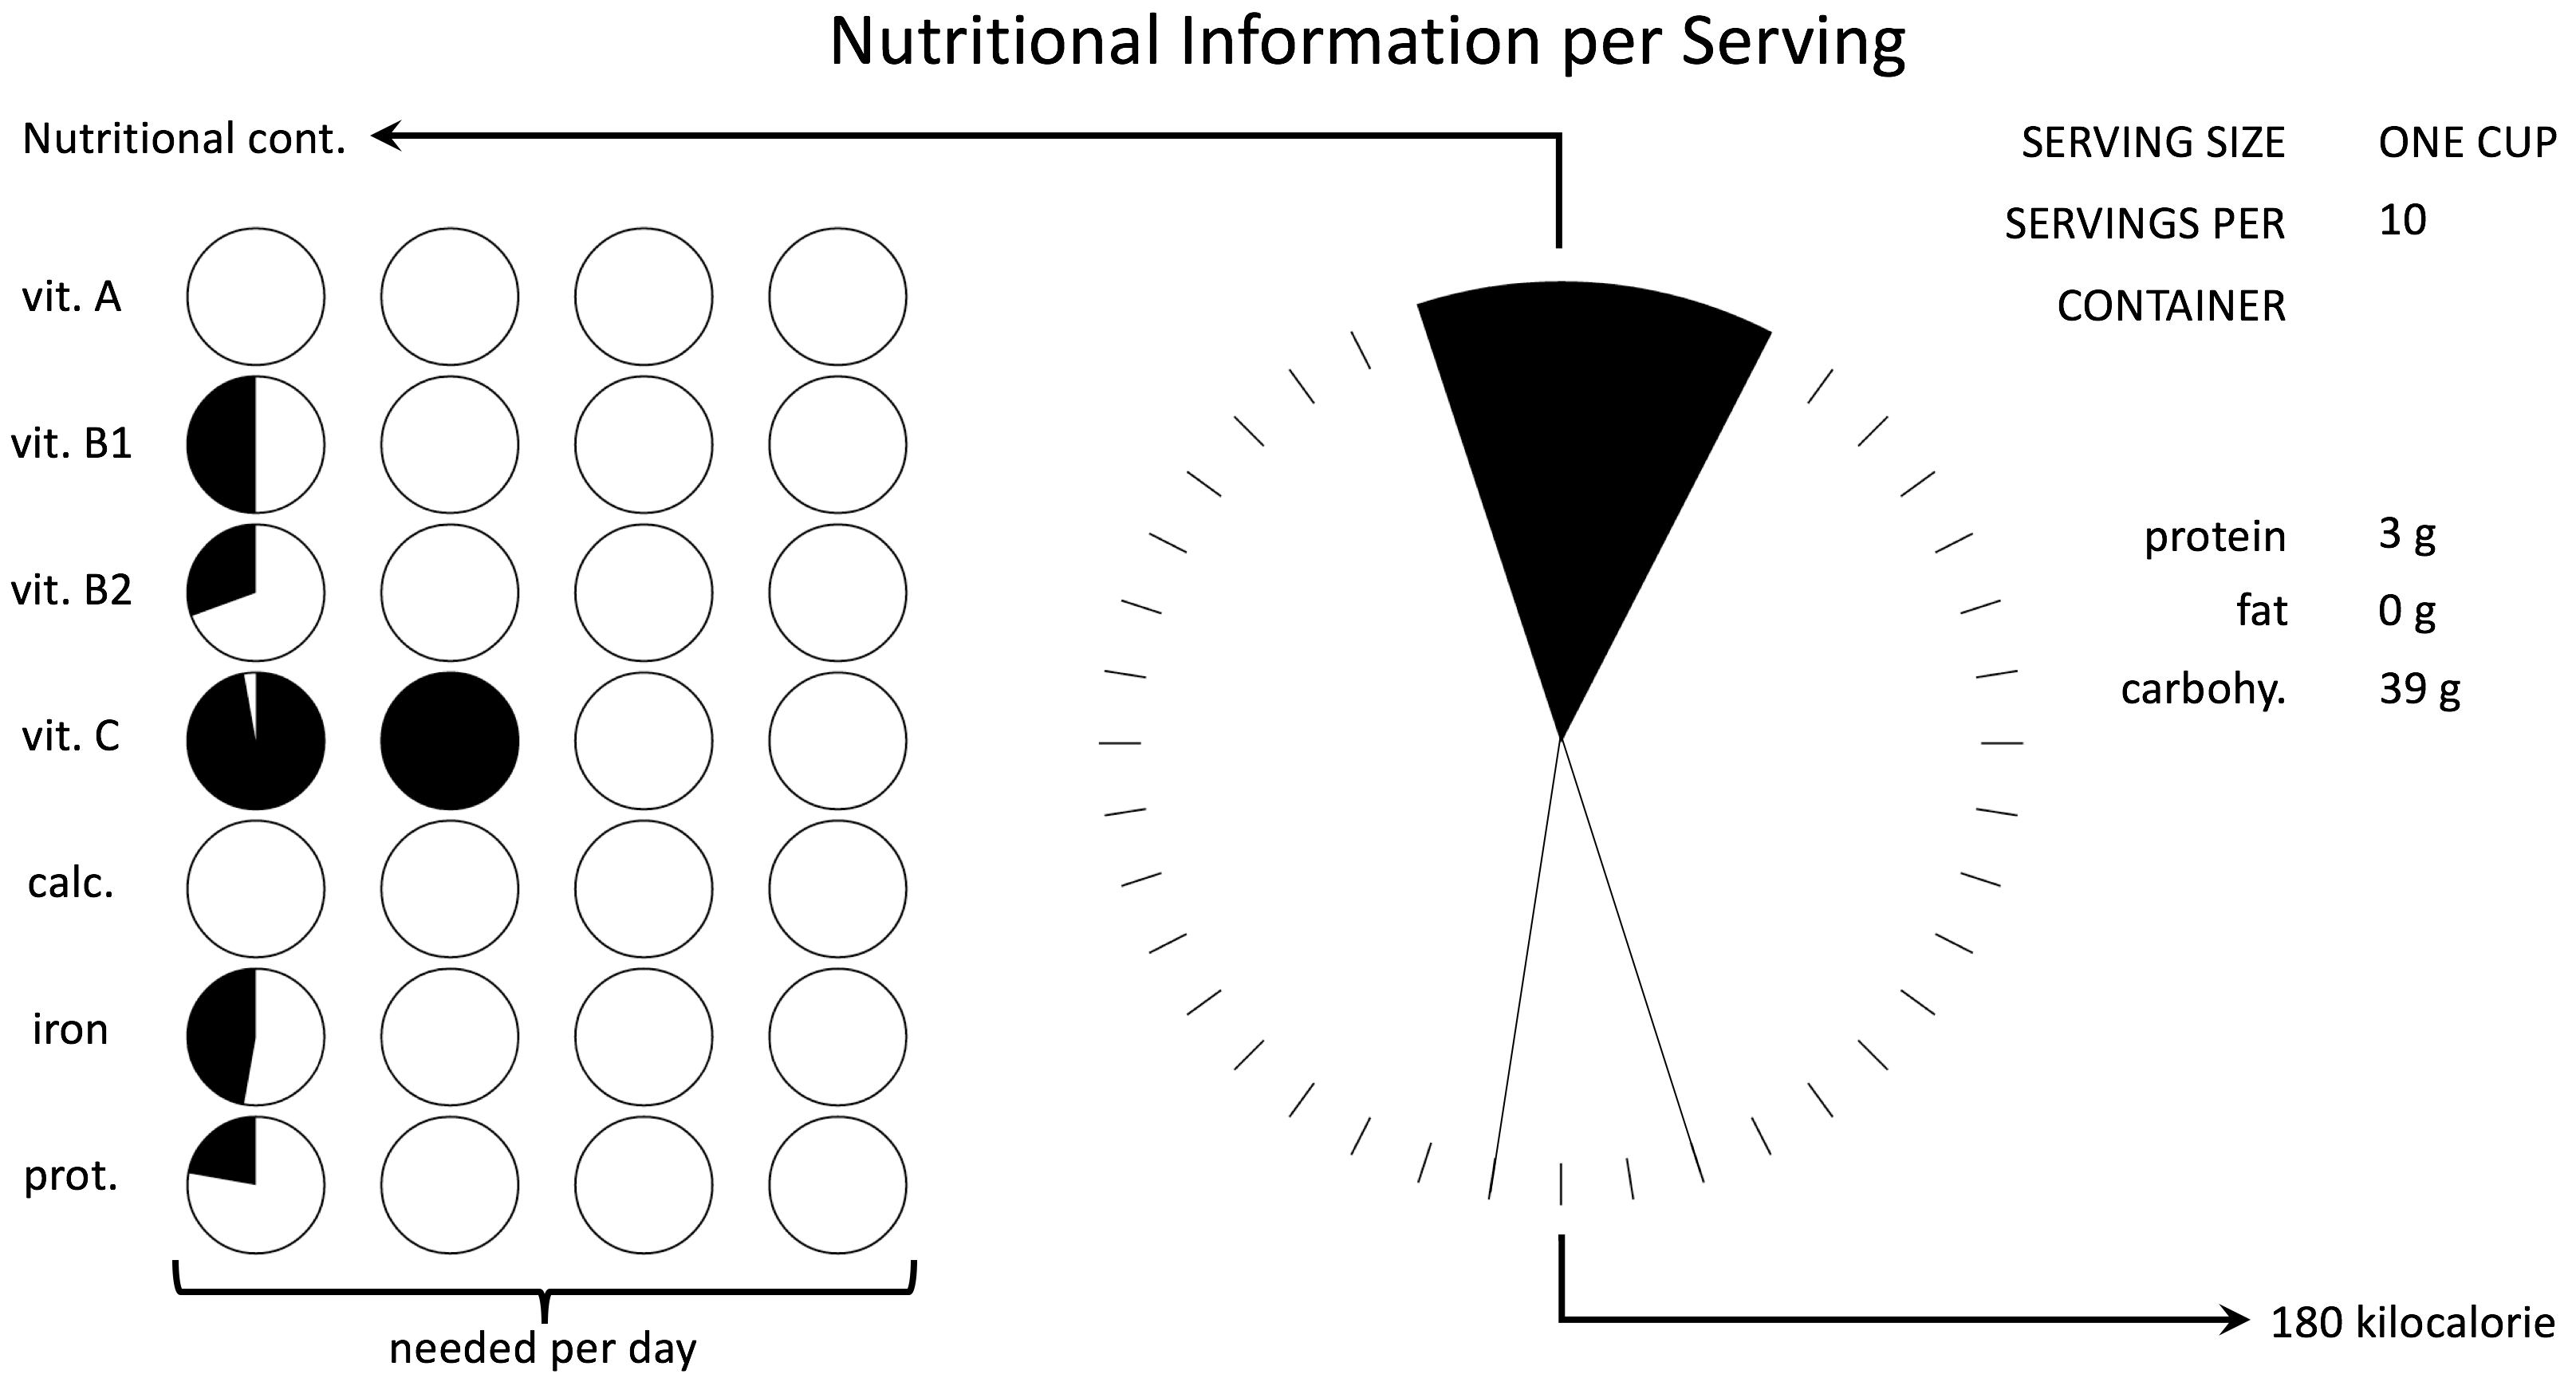 Nutritional Information per Serving
Nutritional cont.
vit. A
vit. B1
vit. B2
vit. C
calc.
iron
prot.
needed per day
SERVING SIZE ONE CUP
SERVINGS PER 10
CONTAINER
protein 3 g
fat 0 g
carbohy. 39 g
180 kilocalorie